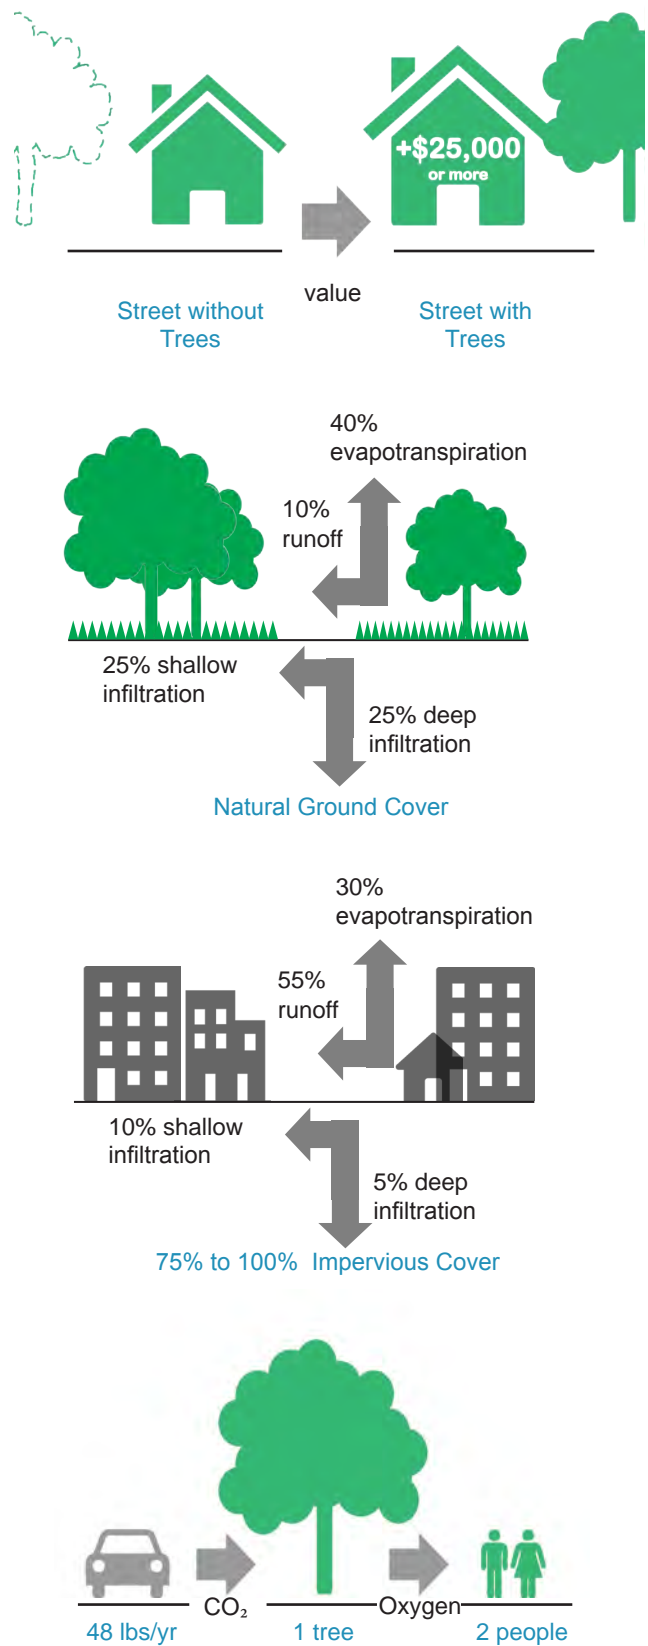 +$25,000
or more
value
Street without
Trees
Street with
Trees
40%
evapotranspiration
10%
runoff
25% shallow
infiltration
25% deep
infiltration
Natural Ground Cover
30%
evapotranspiration
55%
runoff
10% shallow
infiltration
5% deep
infiltration
75% to 100% Impervious Cover
CO₂
Oxygen
48 lbs/yr
1 tree
2 people